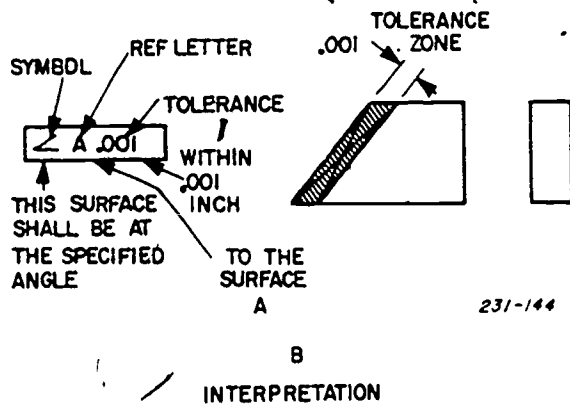 SYMBOL
REF LETTER
TOLERANCE
∠ A .001
THIS SURFACE
SHALL BE AT
THE SPECIFIED
ANGLE
WITHIN
.001
INCH
TO THE
SURFACE
A
TOLERANCE
.001 ZONE
231-144
B
INTERPRETATION